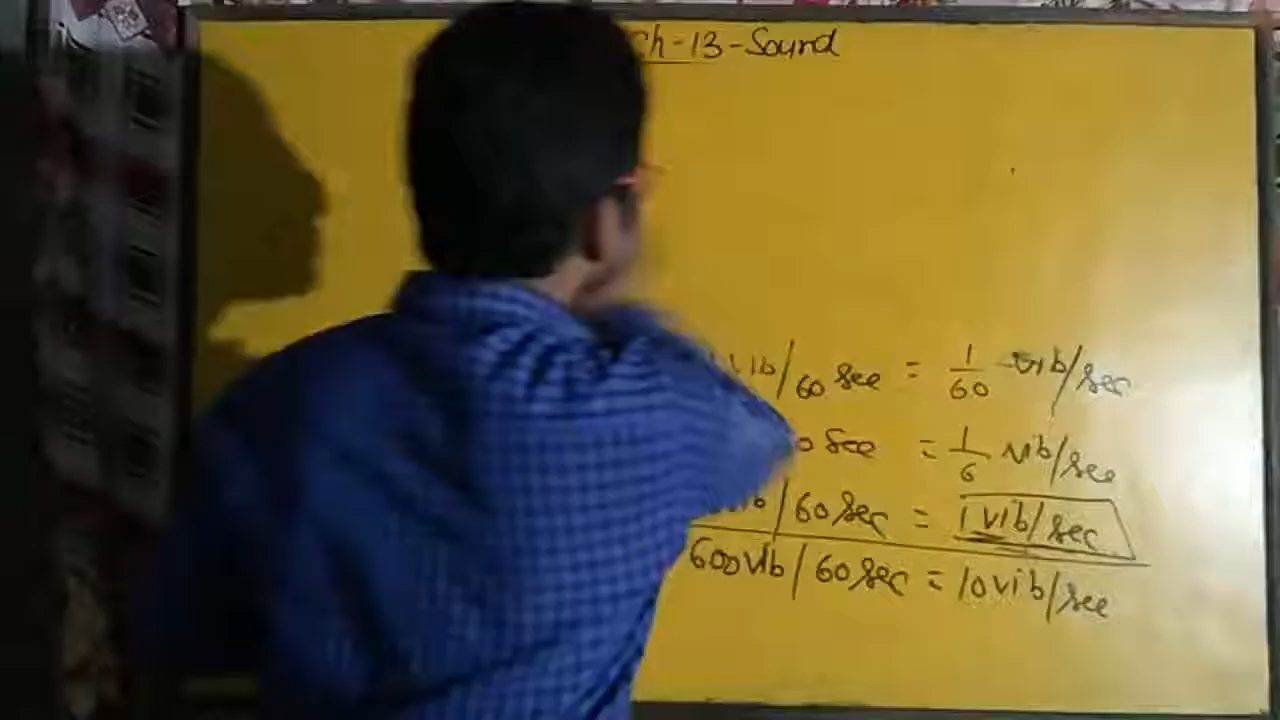 Ch-13-Sound
vib/60 sec = 1/60 vib/sec
sec = 1/6 vib/sec
/60 sec = 1 vib/sec
600 vib/60 sec = 10 vib/sec